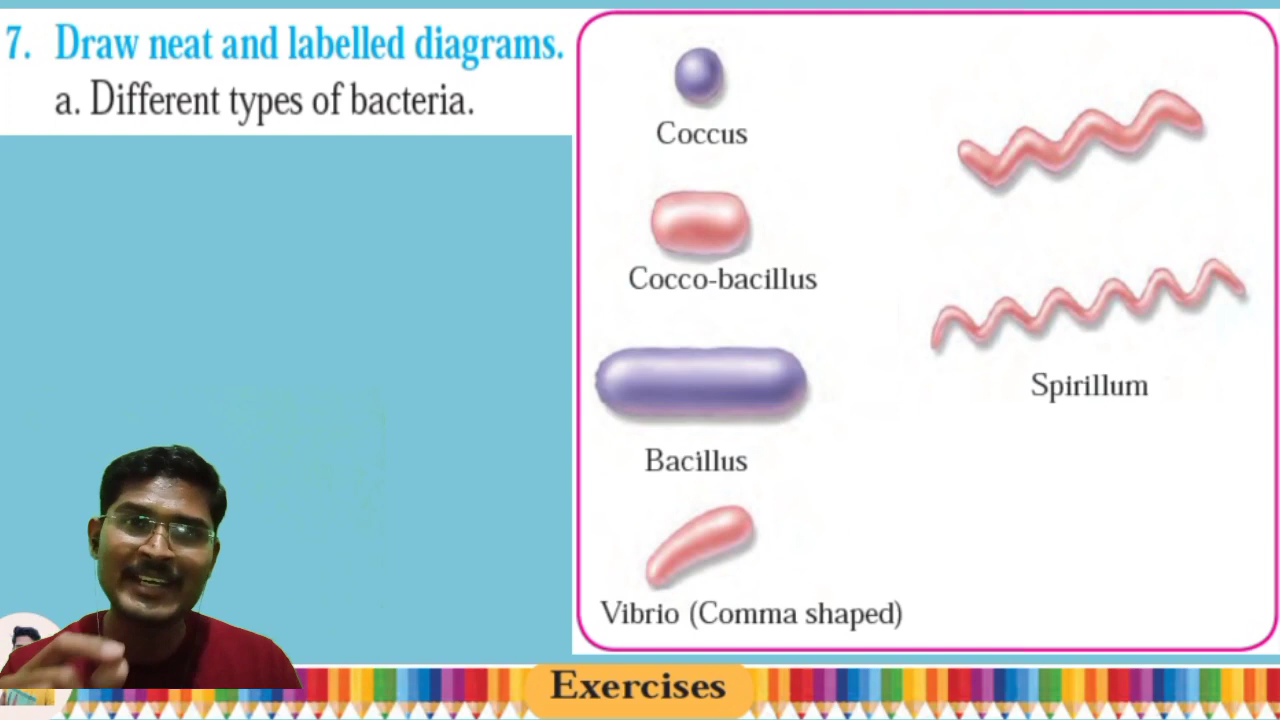 7. Draw neat and labelled diagrams.
a. Different types of bacteria.
Coccus
Cocco-bacillus
Bacillus
Vibrio (Comma shaped)
Spirillum
Exercises